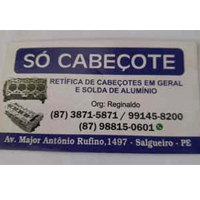 SÓ CABEÇOTE
RETÍFICA DE CABEÇOTES EM GERAL
E SOLDA DE ALUMÍNIO
Org: Reginaldo
(87) 3871-5871 / 99145-8200
(87) 98815-0601
Av. Major Antônio Rufino,1497 - Salgueiro - PE